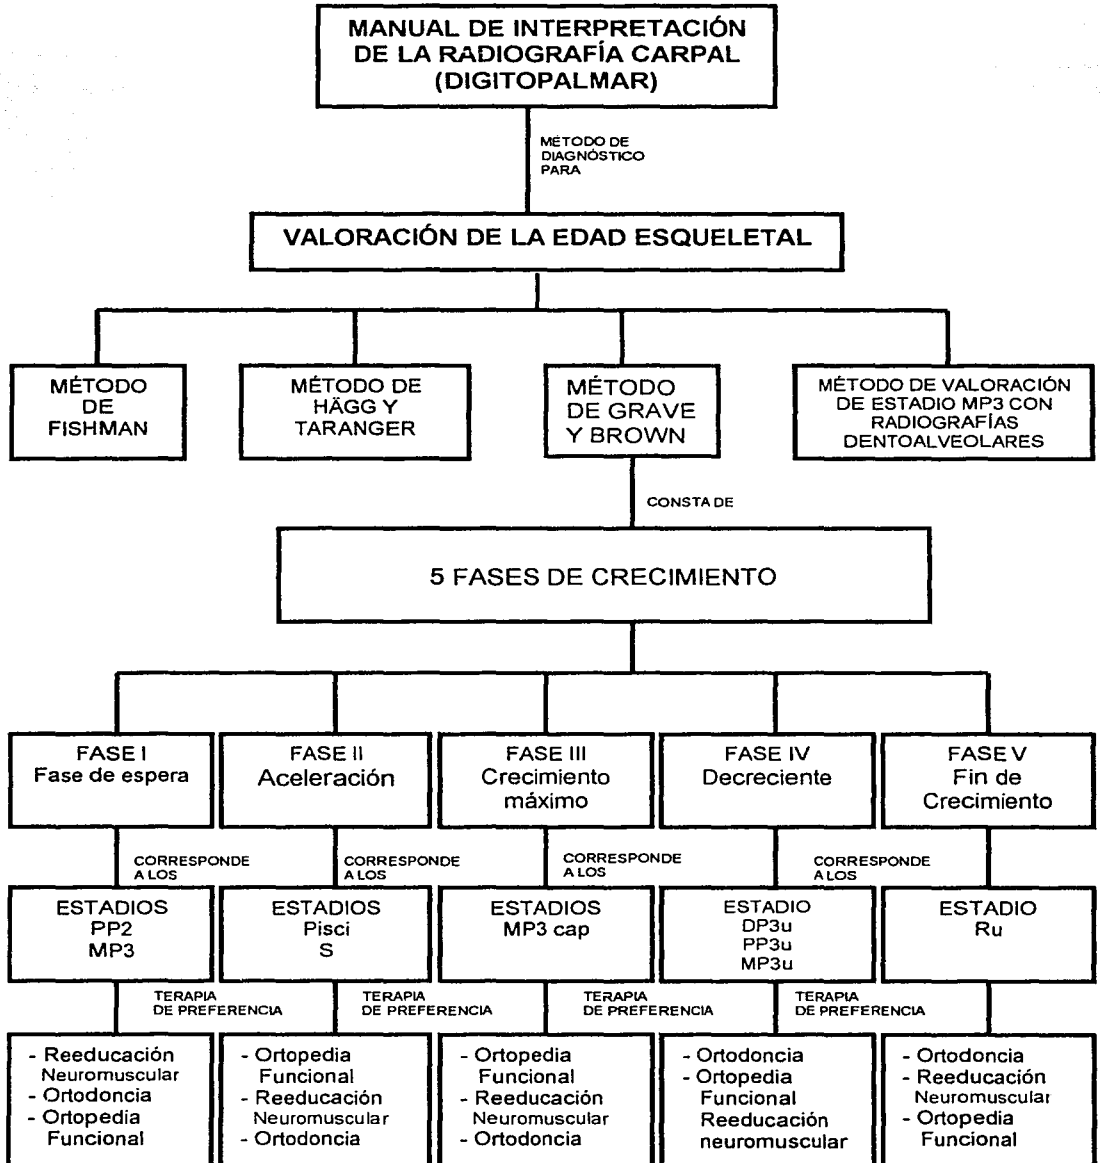 MANUAL DE INTERPRETACIÓN
DE LA RADIOGRAFÍA CARPAL
(DIGITOPALMAR)
MÉTODO DE
DIAGNÓSTICO
PARA
VALORACIÓN DE LA EDAD ESQUELETAL
MÉTODO
DE
FISHMAN
MÉTODO DE
HÄGG Y
TARANGER
MÉTODO
DE GRAVE
Y BROWN
MÉTODO DE VALORACIÓN
DE ESTADIO MP3 CON
RADIOGRAFÍAS
DENTOALVEOLARES
CONSTA DE
5 FASES DE CRECIMIENTO
FASE I
Fase de espera
FASE II
Aceleración
FASE III
Crecimiento
máximo
FASE IV
Decreciente
FASE V
Fin de
Crecimiento
CORRESPONDE
A LOS
CORRESPONDE
A LOS
CORRESPONDE
A LOS
CORRESPONDE
A LOS
ESTADIOS
PP2
MP3
ESTADIOS
Pisci
S
ESTADIOS
MP3 cap
ESTADIO
DP3u
PP3u
MP3u
ESTADIO
Ru
TERAPIA
DE PREFERENCIA
TERAPIA
DE PREFERENCIA
TERAPIA
DE PREFERENCIA
TERAPIA
DE PREFERENCIA
- Reeducación
Neuromuscular
- Ortodoncia
- Ortopedia
Funcional
- Ortopedia
Funcional
- Reeducación
Neuromuscular
- Ortodoncia
- Ortopedia
Funcional
- Reeducación
Neuromuscular
- Ortodoncia
- Ortodoncia
- Ortopedia
Funcional
Reeducación
neuromuscular
- Ortodoncia
- Reeducación
Neuromuscular
- Ortopedia
Funcional